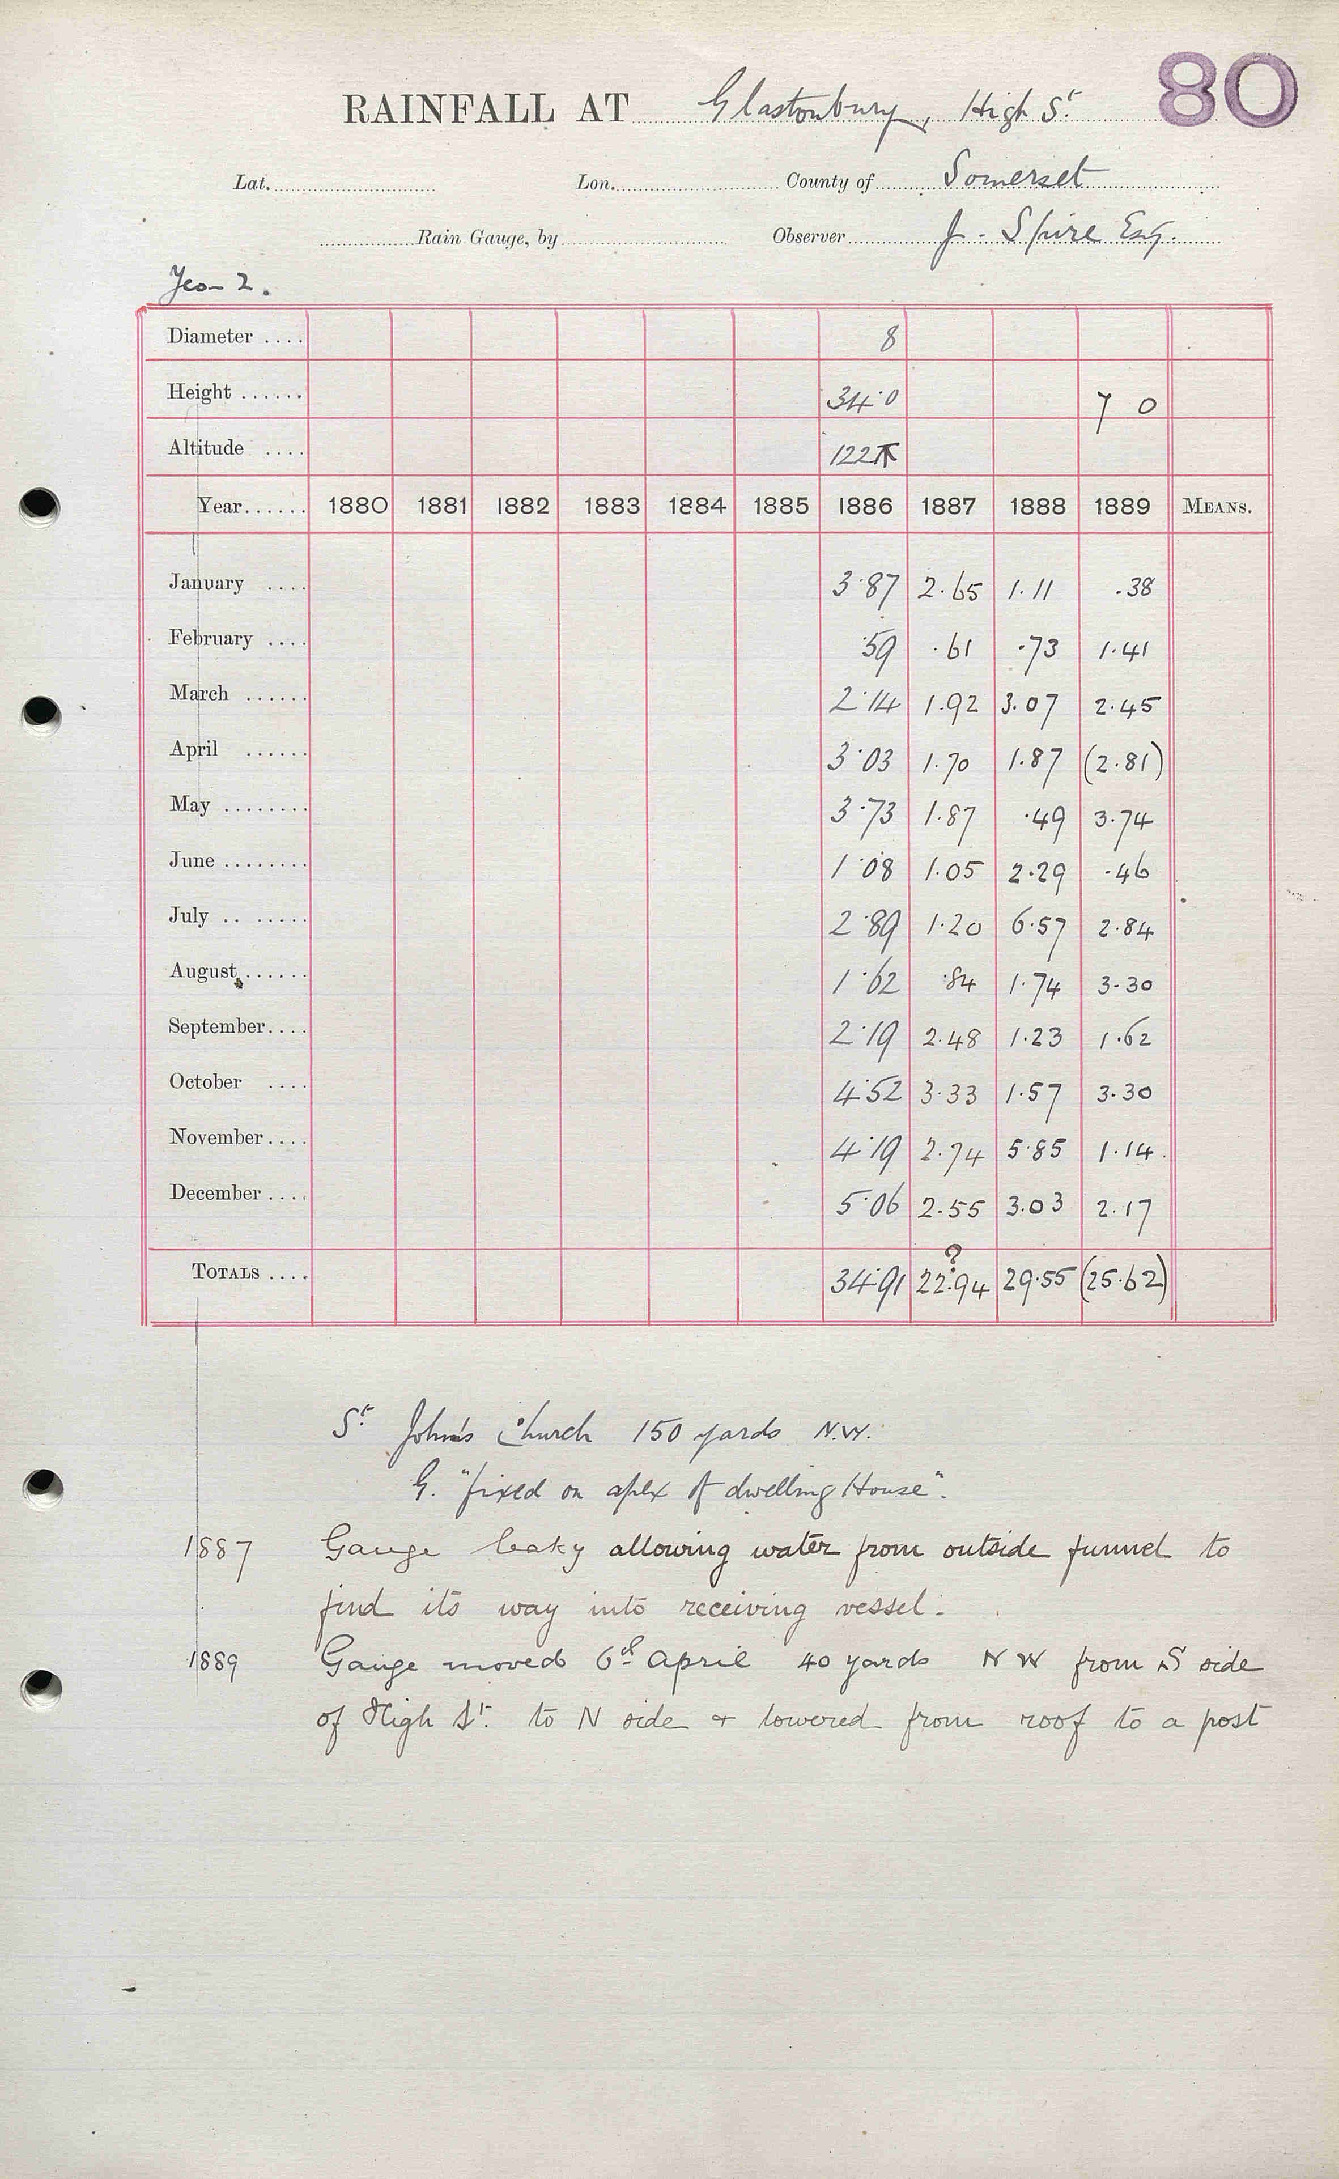 80
RAINFALL AT Glastonbury, High St.
Lat. Lon. County of Somerset
Rain Gauge, by Observer J. Spire Esq.
Yeo 2.
Diameter .... 8
Height ...... 34·0 7 0
Altitude .... 122
Year...... 1880 1881 1882 1883 1884 1885 1886 1887 1888 1889 MEANS.
January .... 3·87 2.65 1.11 .38
February .... ·59 .61 .73 1.41
March ...... 2·14 1.92 3.07 2.45
April ...... 3·03 1.70 1.87 (2.81)
May ........ 3·73 1.87 .49 3.74
June ........ 1·08 1.05 2.29 .46
July .. ...... 2·89 1.20 6.57 2.84
August...... 1·62 .84 1.74 3.30
September.... 2·19 2.48 1.23 1.62
October .... 4·52 3.33 1.57 3.30
November.... 4·19 2.74 5.85 1.14
December .... 5·06 2.55 3.03 2.17
?
TOTALS .... 34·91 22.94 29.55 (25.62)
St. John's Church 150 yards N.W.
G. "fixed on apex of dwelling House".
1887 Gauge leaky allowing water from outside funnel to
find its way into receiving vessel.
1889 Gauge moved 6th April 40 yards NW from S side
of High St. to N side + lowered from roof to a post